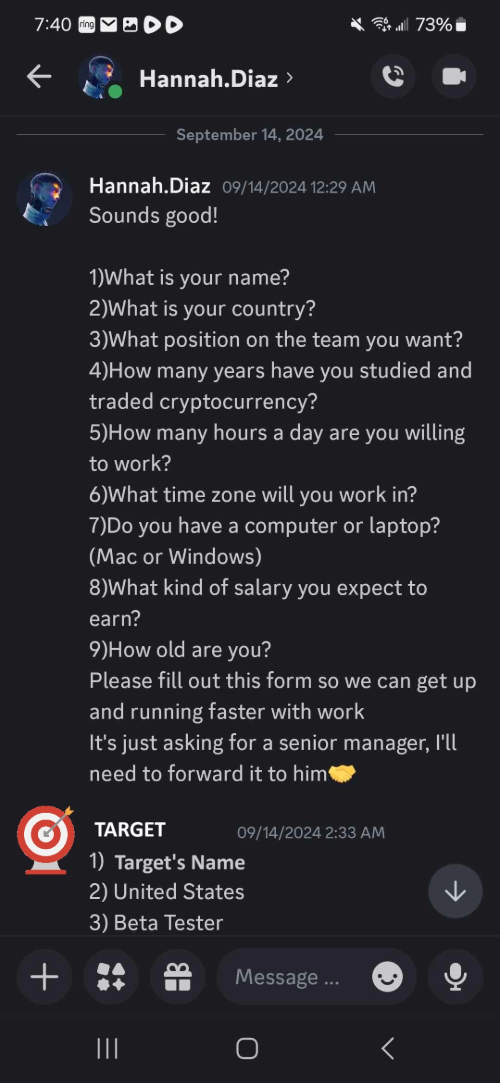 7:40
ring
73%
Hannah.Diaz
September 14, 2024
Hannah.Diaz 09/14/2024 12:29 AM
Sounds good!
1)What is your name?
2)What is your country?
3)What position on the team you want?
4)How many years have you studied and
traded cryptocurrency?
5)How many hours a day are you willing
to work?
6)What time zone will you work in?
7)Do you have a computer or laptop?
(Mac or Windows)
8)What kind of salary you expect to
earn?
9)How old are you?
Please fill out this form so we can get up
and running faster with work
It's just asking for a senior manager, I'll
need to forward it to him🤝
TARGET 09/14/2024 2:33 AM
1) Target's Name
2) United States
3) Beta Tester
Message ...